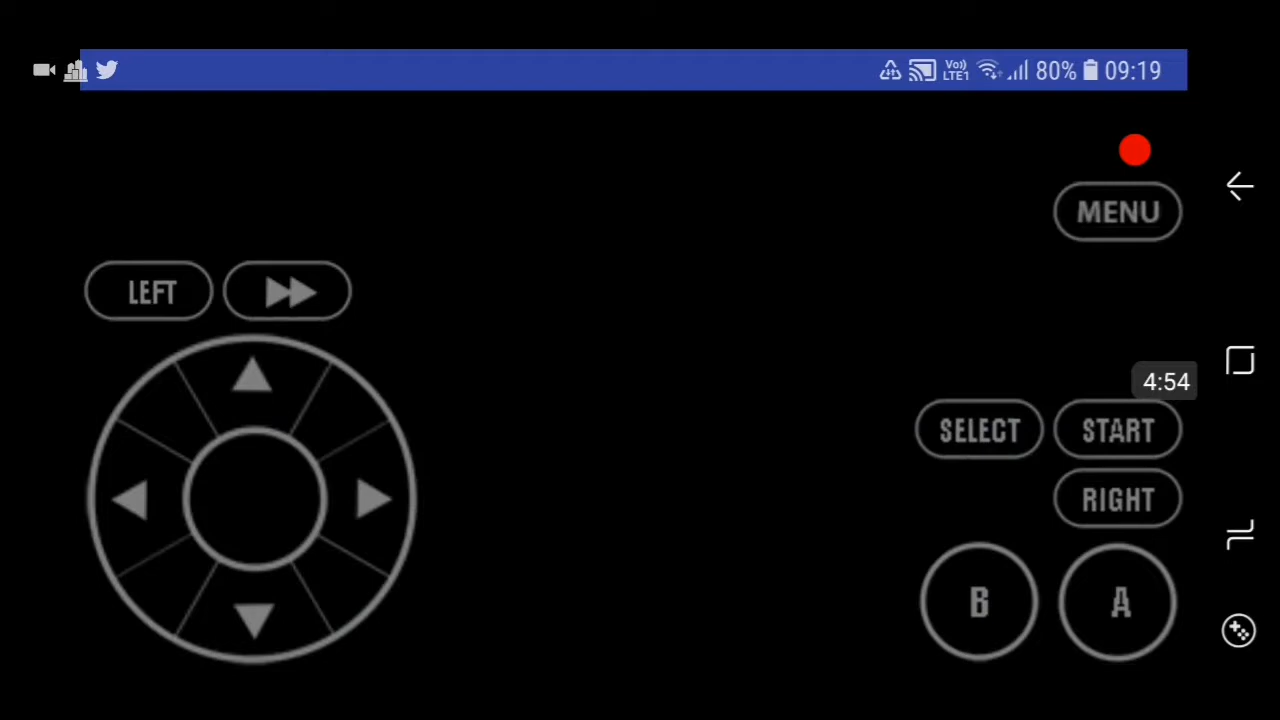 Vo)) LTE1 80% 09:19
MENU
LEFT
4:54
SELECT START
RIGHT
B A